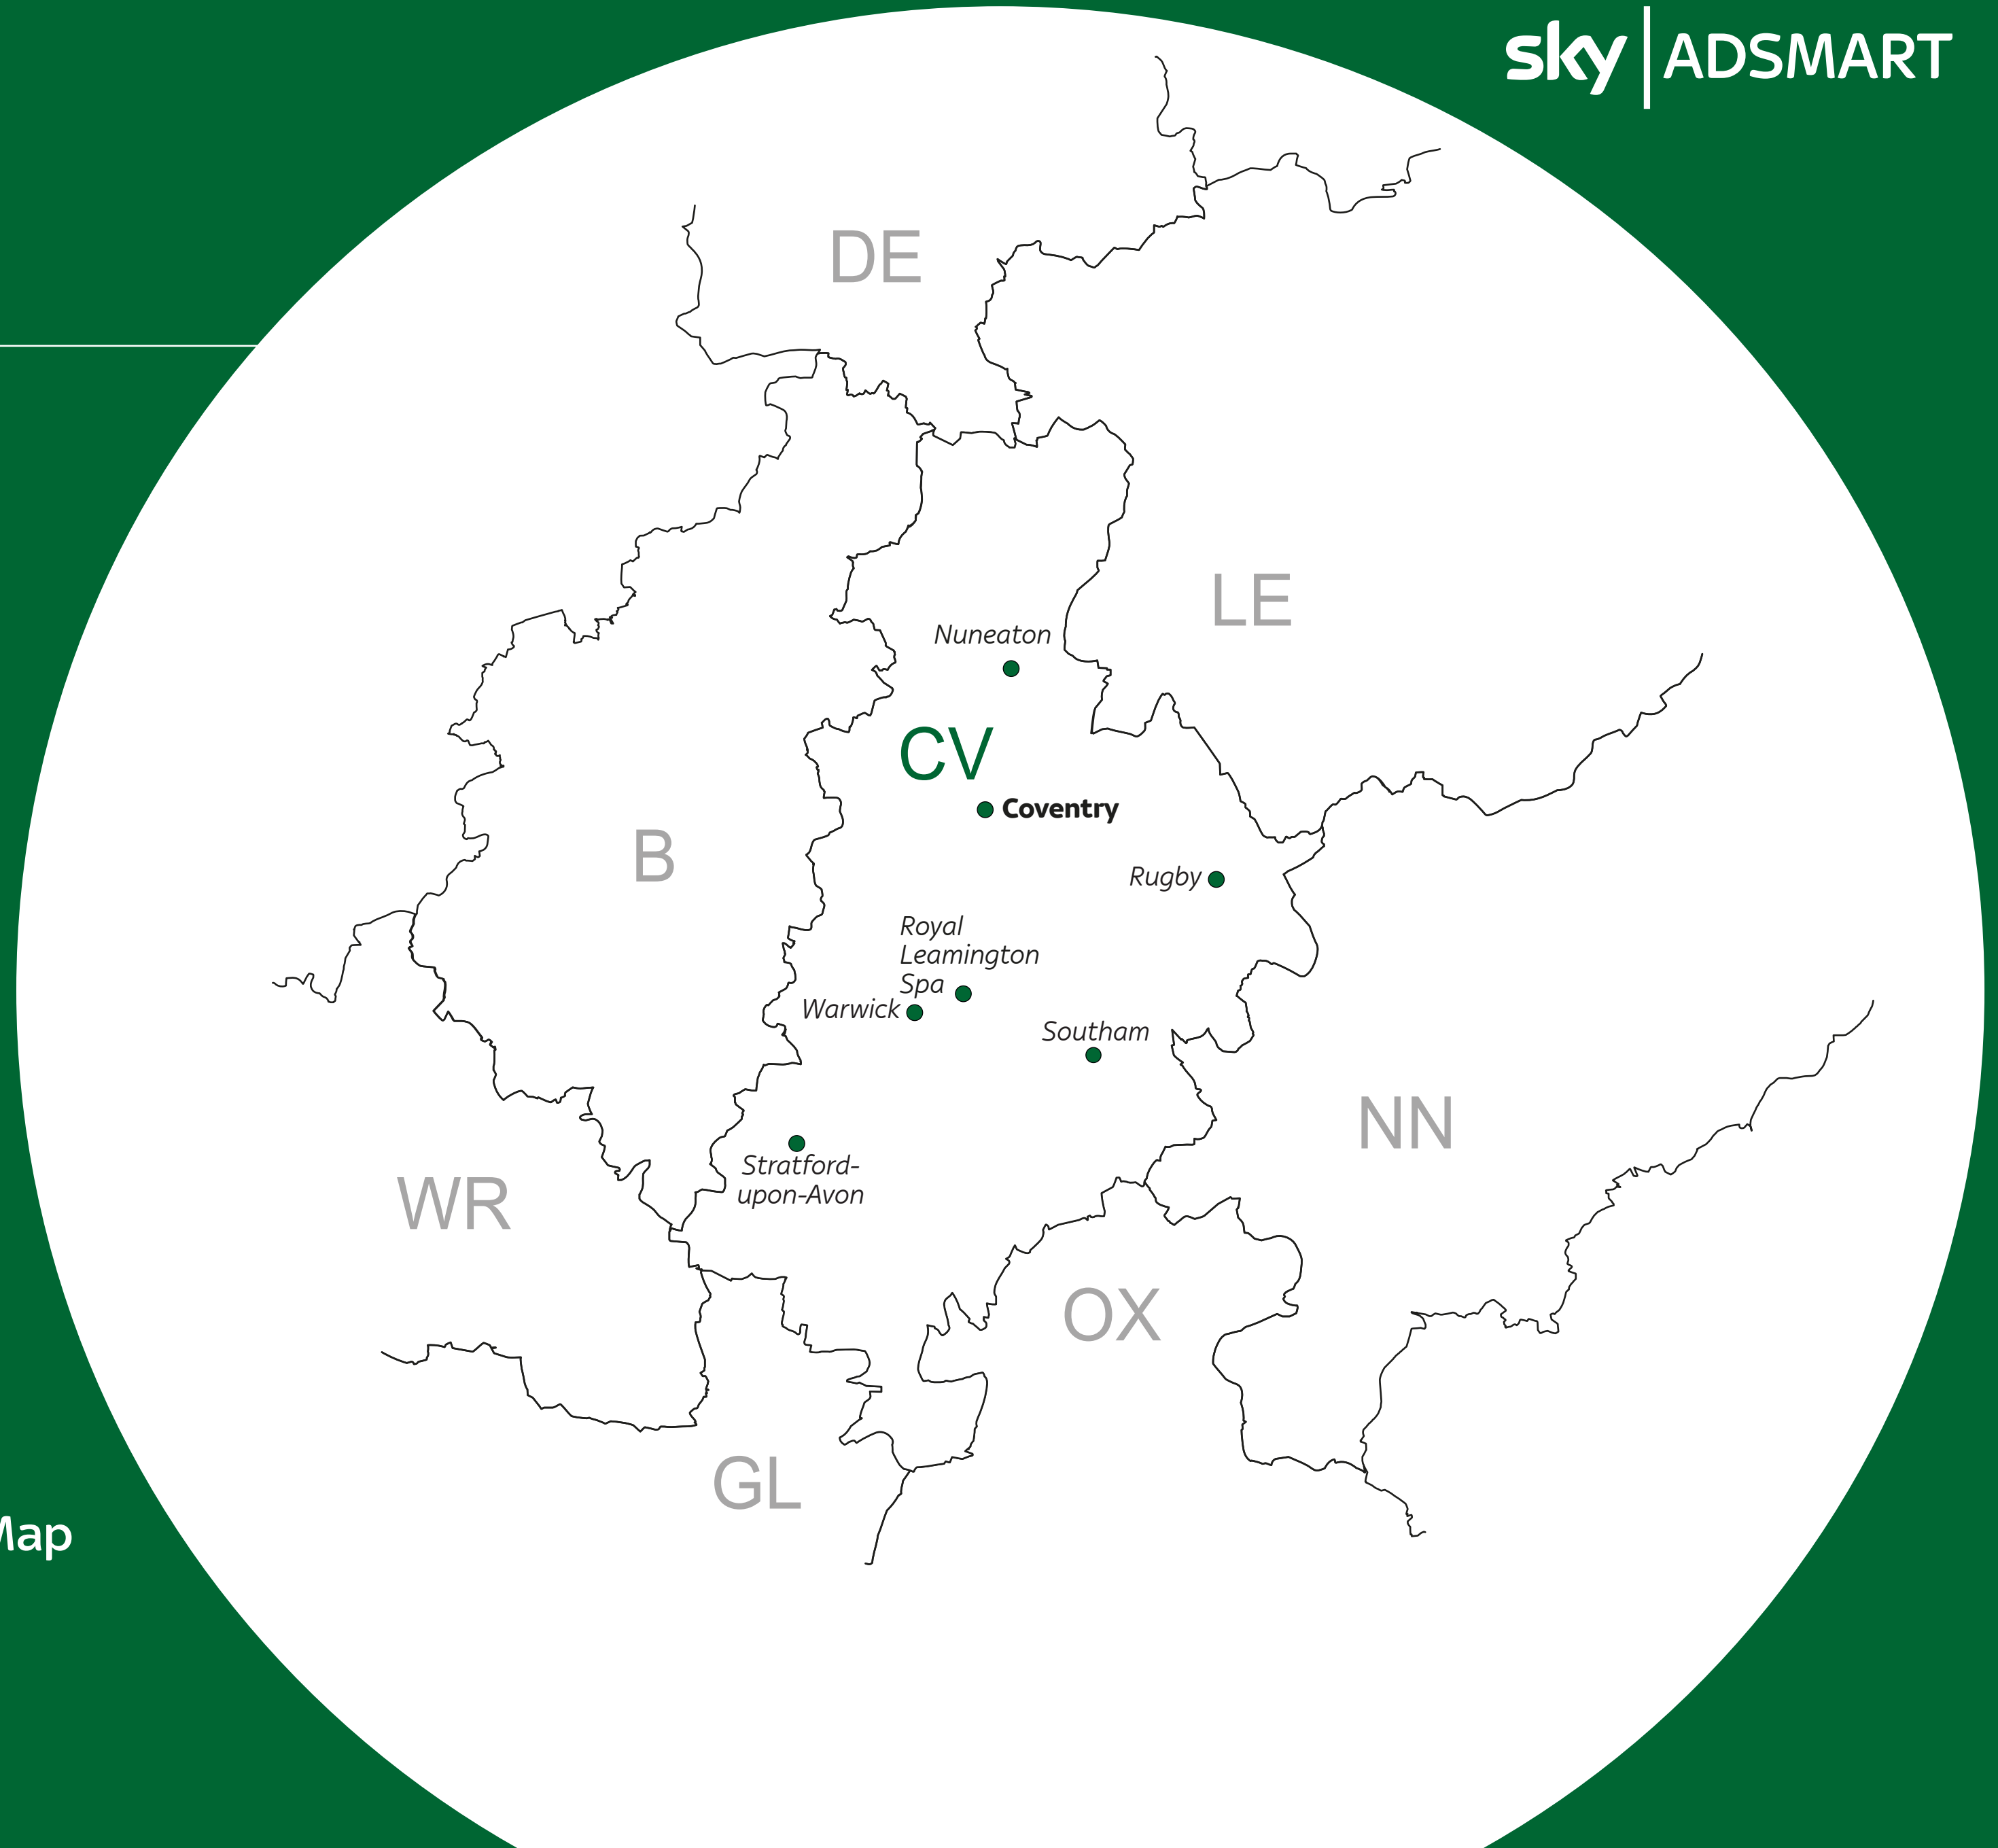 sky ADSMART
DE
LE
Nuneaton
CV
Coventry
B
Rugby
Royal
Leamington
Spa
Warwick
Southam
NN
Stratford-
upon-Avon
WR
OX
GL